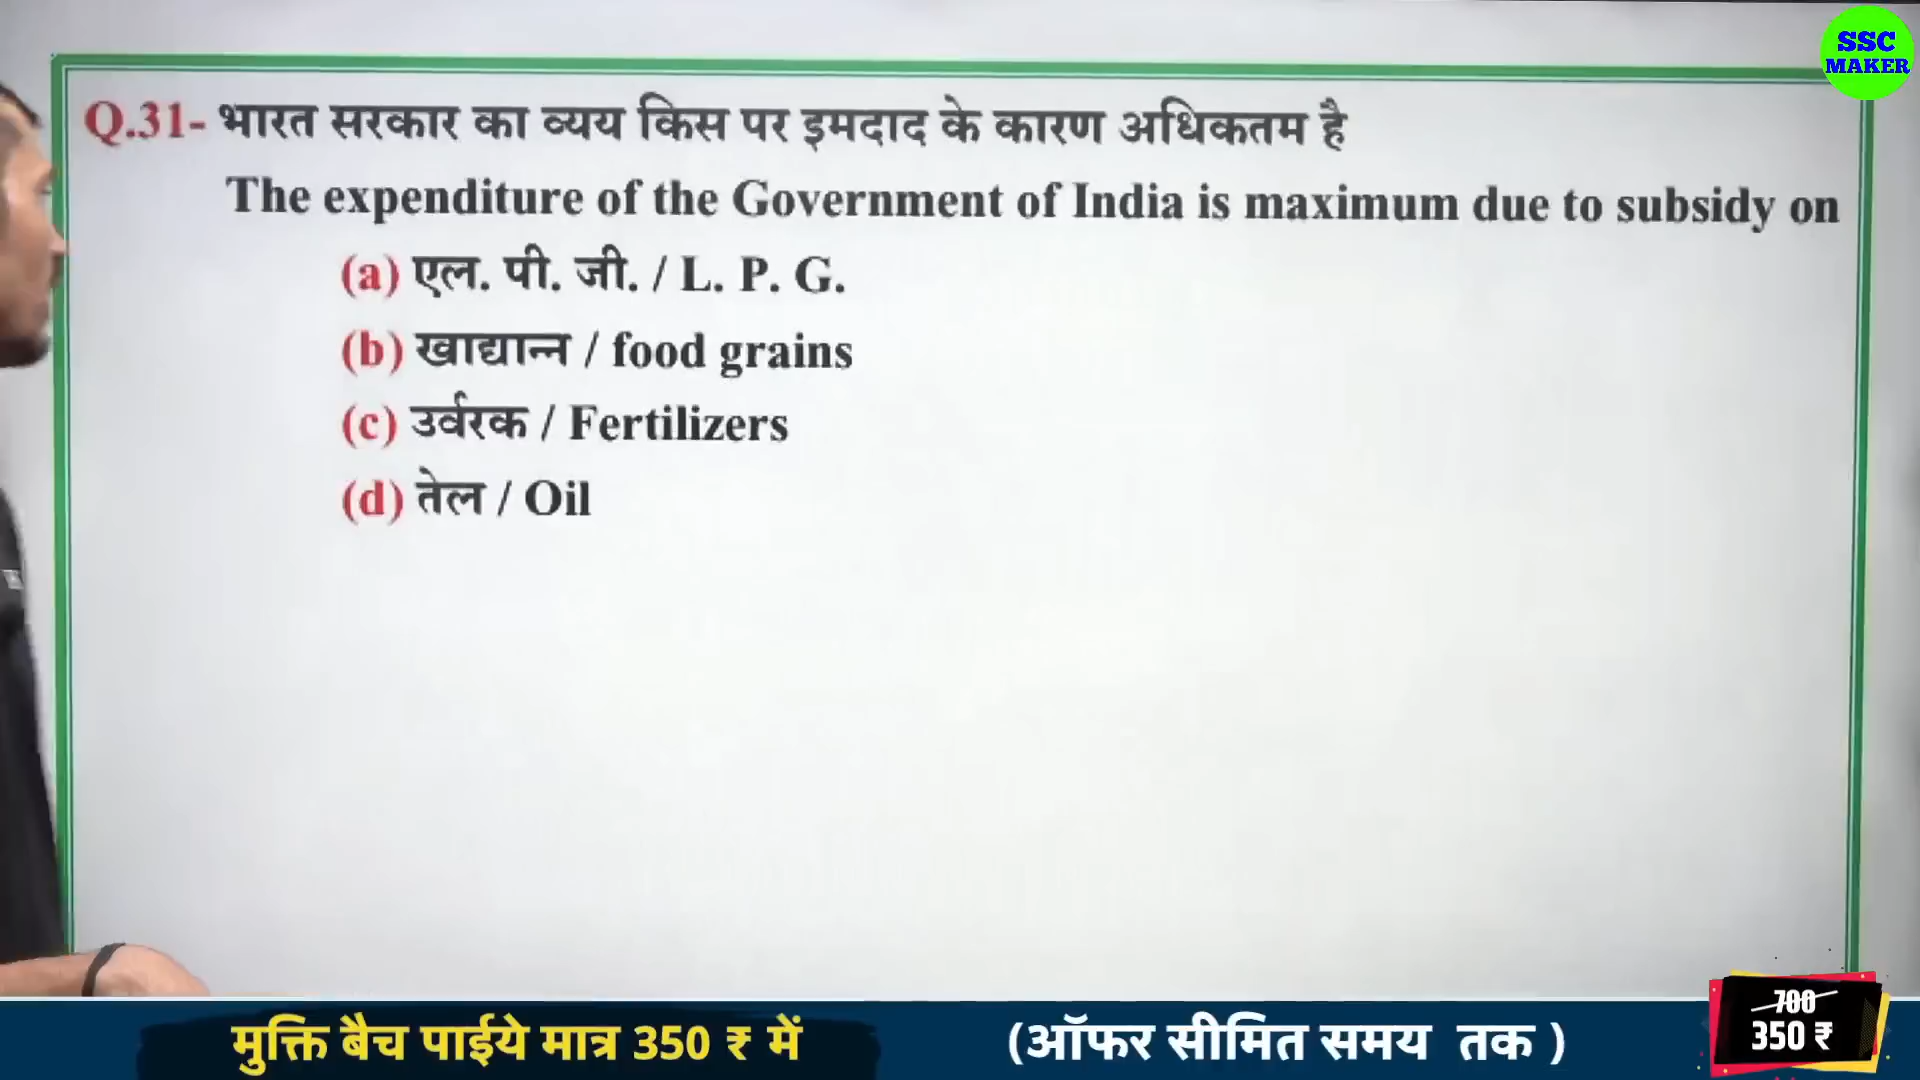 SSC
MAKER
Q.31- भारत सरकार का व्यय किस पर इमदाद के कारण अधिकतम है
The expenditure of the Government of India is maximum due to subsidy on
(a) एल. पी. जी. / L. P. G.
(b) खाद्यान्न / food grains
(c) उर्वरक / Fertilizers
(d) तेल / Oil
मुक्ति बैच पाईये मात्र 350 ₹ में
(ऑफर सीमित समय तक )
700
350 ₹